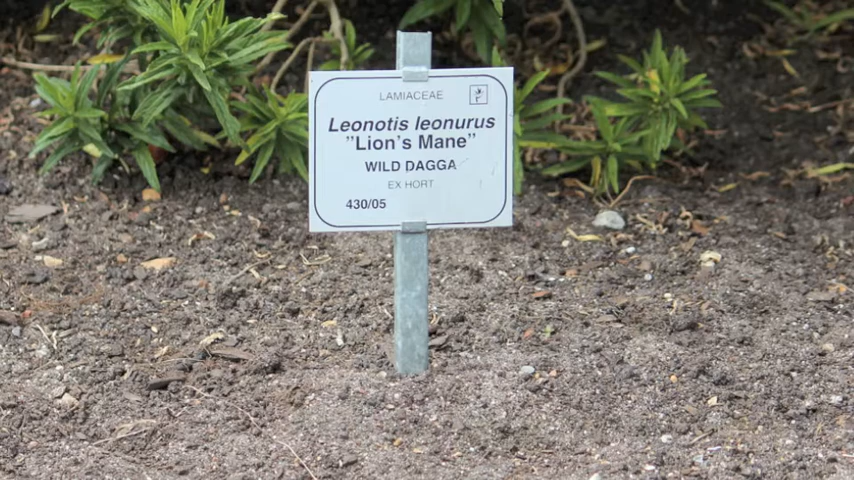 LAMIACEAE
Leonotis leonurus
"Lion's Mane"
WILD DAGGA
EX HORT
430/05